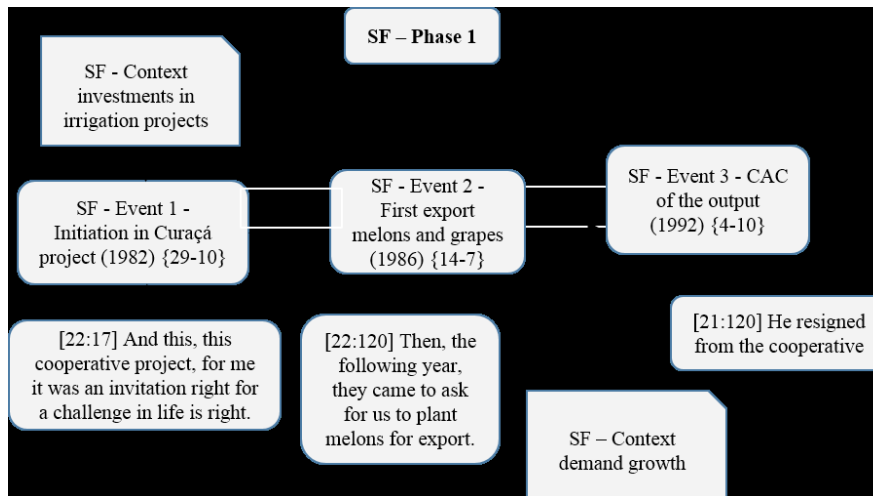 SF – Phase 1
SF - Context
investments in
irrigation projects
SF - Event 1 -
Initiation in Curaçá
project (1982) {29-10}
SF - Event 2 -
First export
melons and grapes
(1986) {14-7}
SF - Event 3 - CAC
of the output
(1992) {4-10}
[22:17] And this, this
cooperative project, for me
it was an invitation right for
a challenge in life is right.
[22:120] Then, the
following year,
they came to ask
for us to plant
melons for export.
[21:120] He resigned
from the cooperative
SF – Context
demand growth